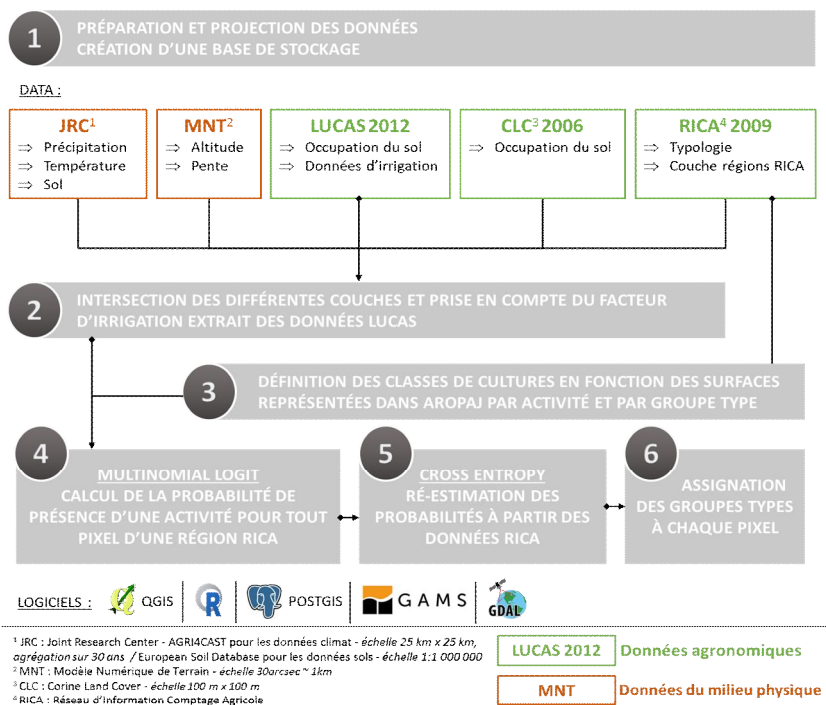 1
PRÉPARATION ET PROJECTION DES DONNÉES
CRÉATION D'UNE BASE DE STOCKAGE
DATA :
JRC¹
⇒ Précipitation
⇒ Température
⇒ Sol
MNT²
⇒ Altitude
⇒ Pente
LUCAS 2012
⇒ Occupation du sol
⇒ Données d'irrigation
CLC³ 2006
⇒ Occupation du sol
RICA⁴ 2009
⇒ Typologie
⇒ Couche régions RICA
2
INTERSECTION DES DIFFÉRENTES COUCHES ET PRISE EN COMPTE DU FACTEUR
D'IRRIGATION EXTRAIT DES DONNÉES LUCAS
3
DÉFINITION DES CLASSES DE CULTURES EN FONCTION DES SURFACES
REPRÉSENTÉES DANS AROPAJ PAR ACTIVITÉ ET PAR GROUPE TYPE
4
MULTINOMIAL LOGIT
CALCUL DE LA PROBABILITÉ DE
PRÉSENCE D'UNE ACTIVITÉ POUR TOUT
PIXEL D'UNE RÉGION RICA
5
CROSS ENTROPY
RÉ-ESTIMATION DES
PROBABILITÉS À PARTIR DES
DONNÉES RICA
6
ASSIGNATION
DES GROUPES TYPES
À CHAQUE PIXEL
LOGICIELS : QGIS R POSTGIS GAMS GDAL
¹ JRC : Joint Research Center - AGRI4CAST pour les données climat - échelle 25 km x 25 km,
agrégation sur 30 ans / European Soil Database pour les données sols - échelle 1:1 000 000
² MNT : Modèle Numérique de Terrain - échelle 30arcsec ~ 1km
³ CLC : Corine Land Cover - échelle 100 m x 100 m
⁴ RICA : Réseau d'Information Comptage Agricole
LUCAS 2012 Données agronomiques
MNT Données du milieu physique